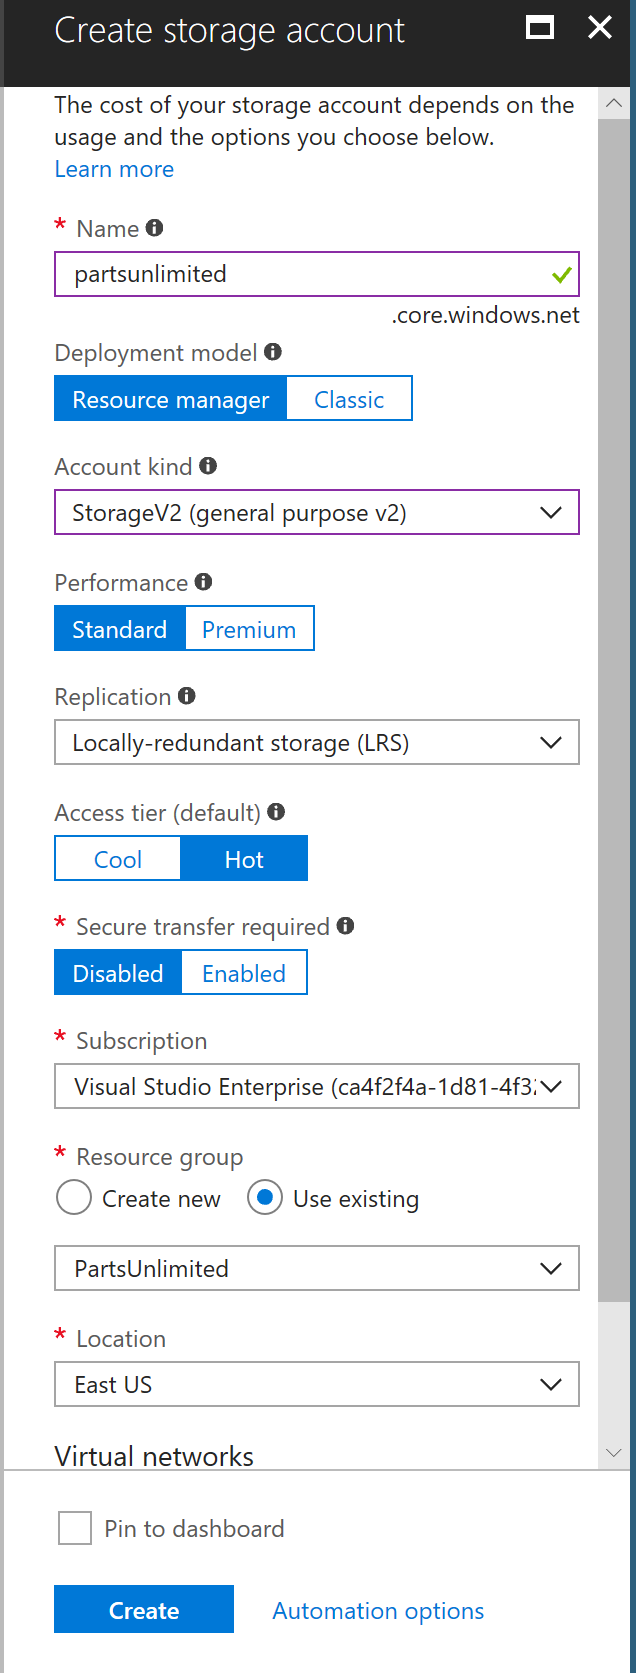 Create storage account
The cost of your storage account depends on the
usage and the options you choose below.
Learn more
* Name
partsunlimited
.core.windows.net
Deployment model
Resource manager Classic
Account kind
StorageV2 (general purpose v2)
Performance
Standard Premium
Replication
Locally-redundant storage (LRS)
Access tier (default)
Cool Hot
* Secure transfer required
Disabled Enabled
* Subscription
Visual Studio Enterprise (ca4f2f4a-1d81-4f3
* Resource group
Create new Use existing
PartsUnlimited
* Location
East US
Virtual networks
Pin to dashboard
Create Automation options